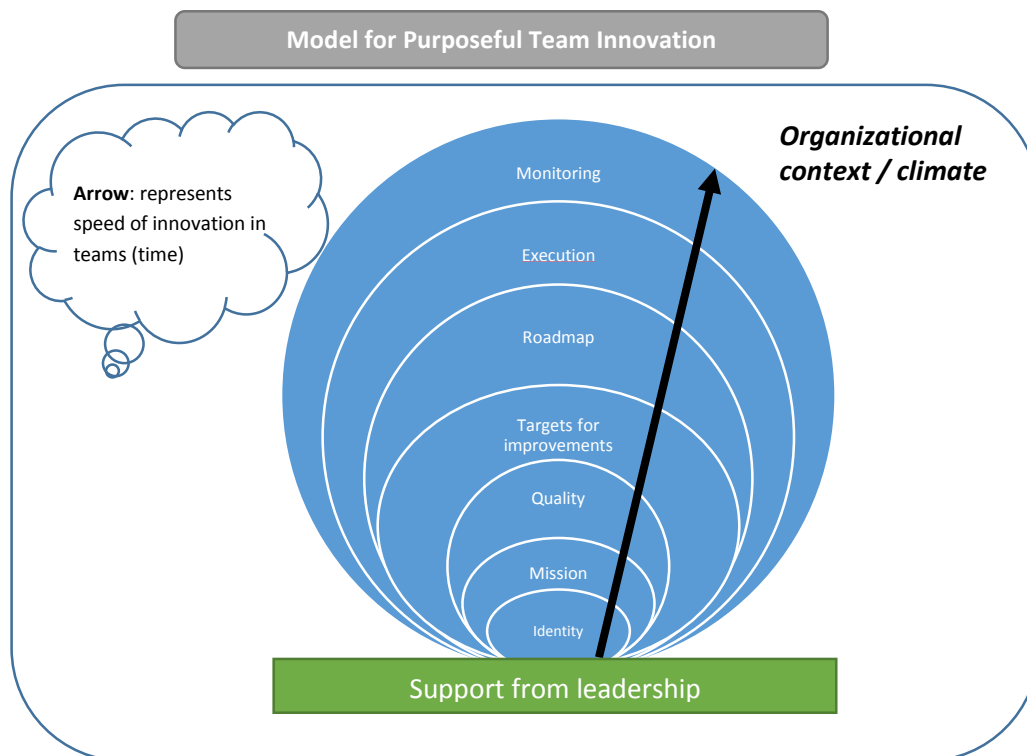 Model for Purposeful Team Innovation
Organizational
context / climate
Arrow: represents
speed of innovation in
teams (time)
Monitoring
Execution
Roadmap
Targets for
improvements
Quality
Mission
Identity
Support from leadership